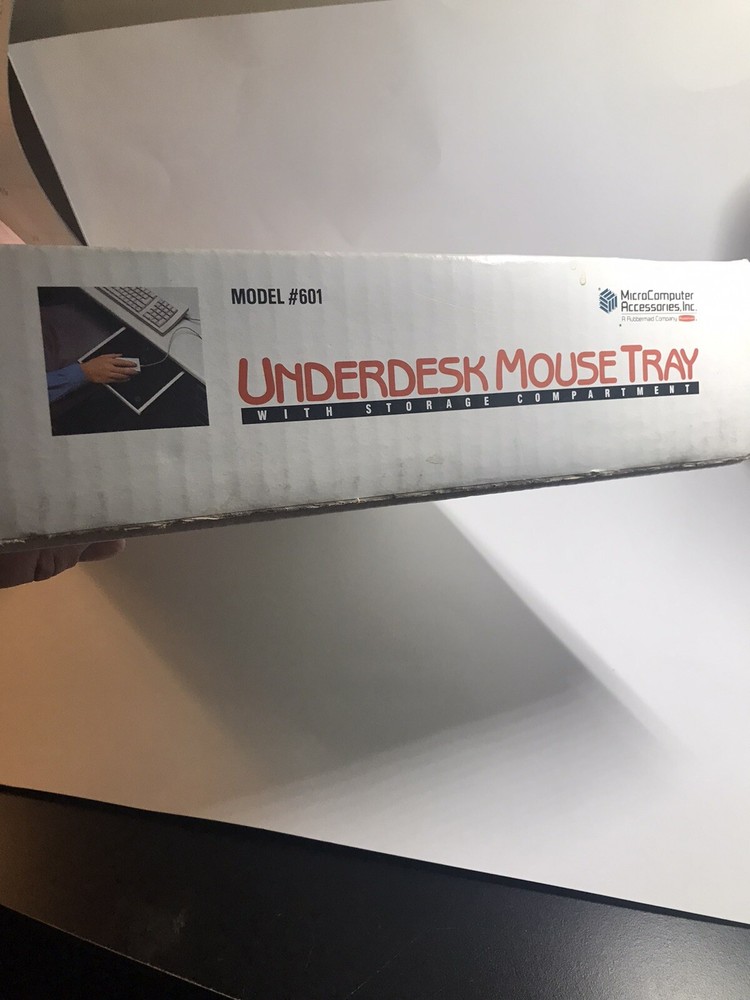 MODEL #601
MicroComputer
Accessories, Inc.
A Rubbermaid Company
UNDERDESK MOUSE TRAY
WITH STORAGE COMPARTMENT